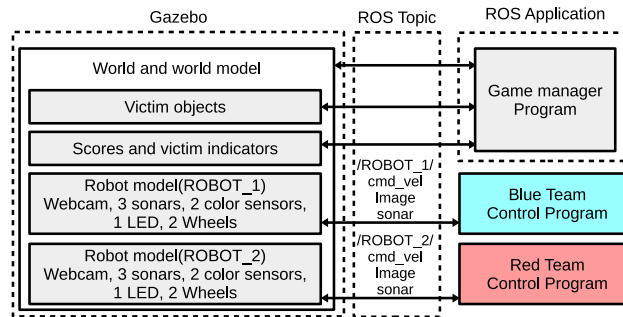 Gazebo
ROS Topic
ROS Application
World and world model
Victim objects
Scores and victim indicators
Robot model(ROBOT_1)
Webcam, 3 sonars, 2 color sensors,
1 LED, 2 Wheels
Robot model(ROBOT_2)
Webcam, 3 sonars, 2 color sensors,
1 LED, 2 Wheels
/ROBOT_1/
cmd_vel
Image
sonar
/ROBOT_2/
cmd_vel
Image
sonar
Game manager
Program
Blue Team
Control Program
Red Team
Control Program